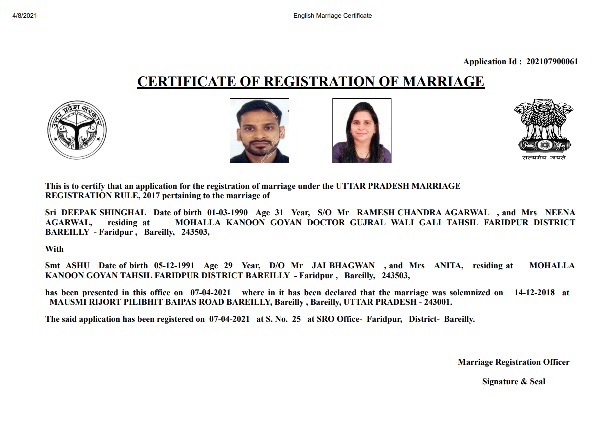 4/8/2021 English Marriage Certificate
Application Id : 202107900061
CERTIFICATE OF REGISTRATION OF MARRIAGE
सत्यमेव जयते
This is to certify that an application for the registration of marriage under the UTTAR PRADESH MARRIAGE
REGISTRATION RULE, 2017 pertaining to the marriage of
Sri DEEPAK SHINGHAL Date of birth 01-03-1990 Age 31 Year, S/O Mr RAMESH CHANDRA AGARWAL , and Mrs NEENA
AGARWAL, residing at MOHALLA KANOON GOYAN DOCTOR GUJRAL WALI GALI TAHSIL FARIDPUR DISTRICT
BAREILLY - Faridpur , Bareilly, 243503,
With
Smt ASHU Date of birth 05-12-1991 Age 29 Year, D/O Mr JAI BHAGWAN , and Mrs ANITA, residing at MOHALLA
KANOON GOYAN TAHSIL FARIDPUR DISTRICT BAREILLY - Faridpur , Bareilly, 243503,
has been presented in this office on 07-04-2021 where in it has been declared that the marriage was solemnized on 14-12-2018 at
MAUSMI RIJORT PILIBHIT BAIPAS ROAD BAREILLY, Bareilly , Bareilly, UTTAR PRADESH - 243001.
The said application has been registered on 07-04-2021 at S. No. 25 at SRO Office- Faridpur, District- Bareilly.
Marriage Registration Officer
Signature & Seal